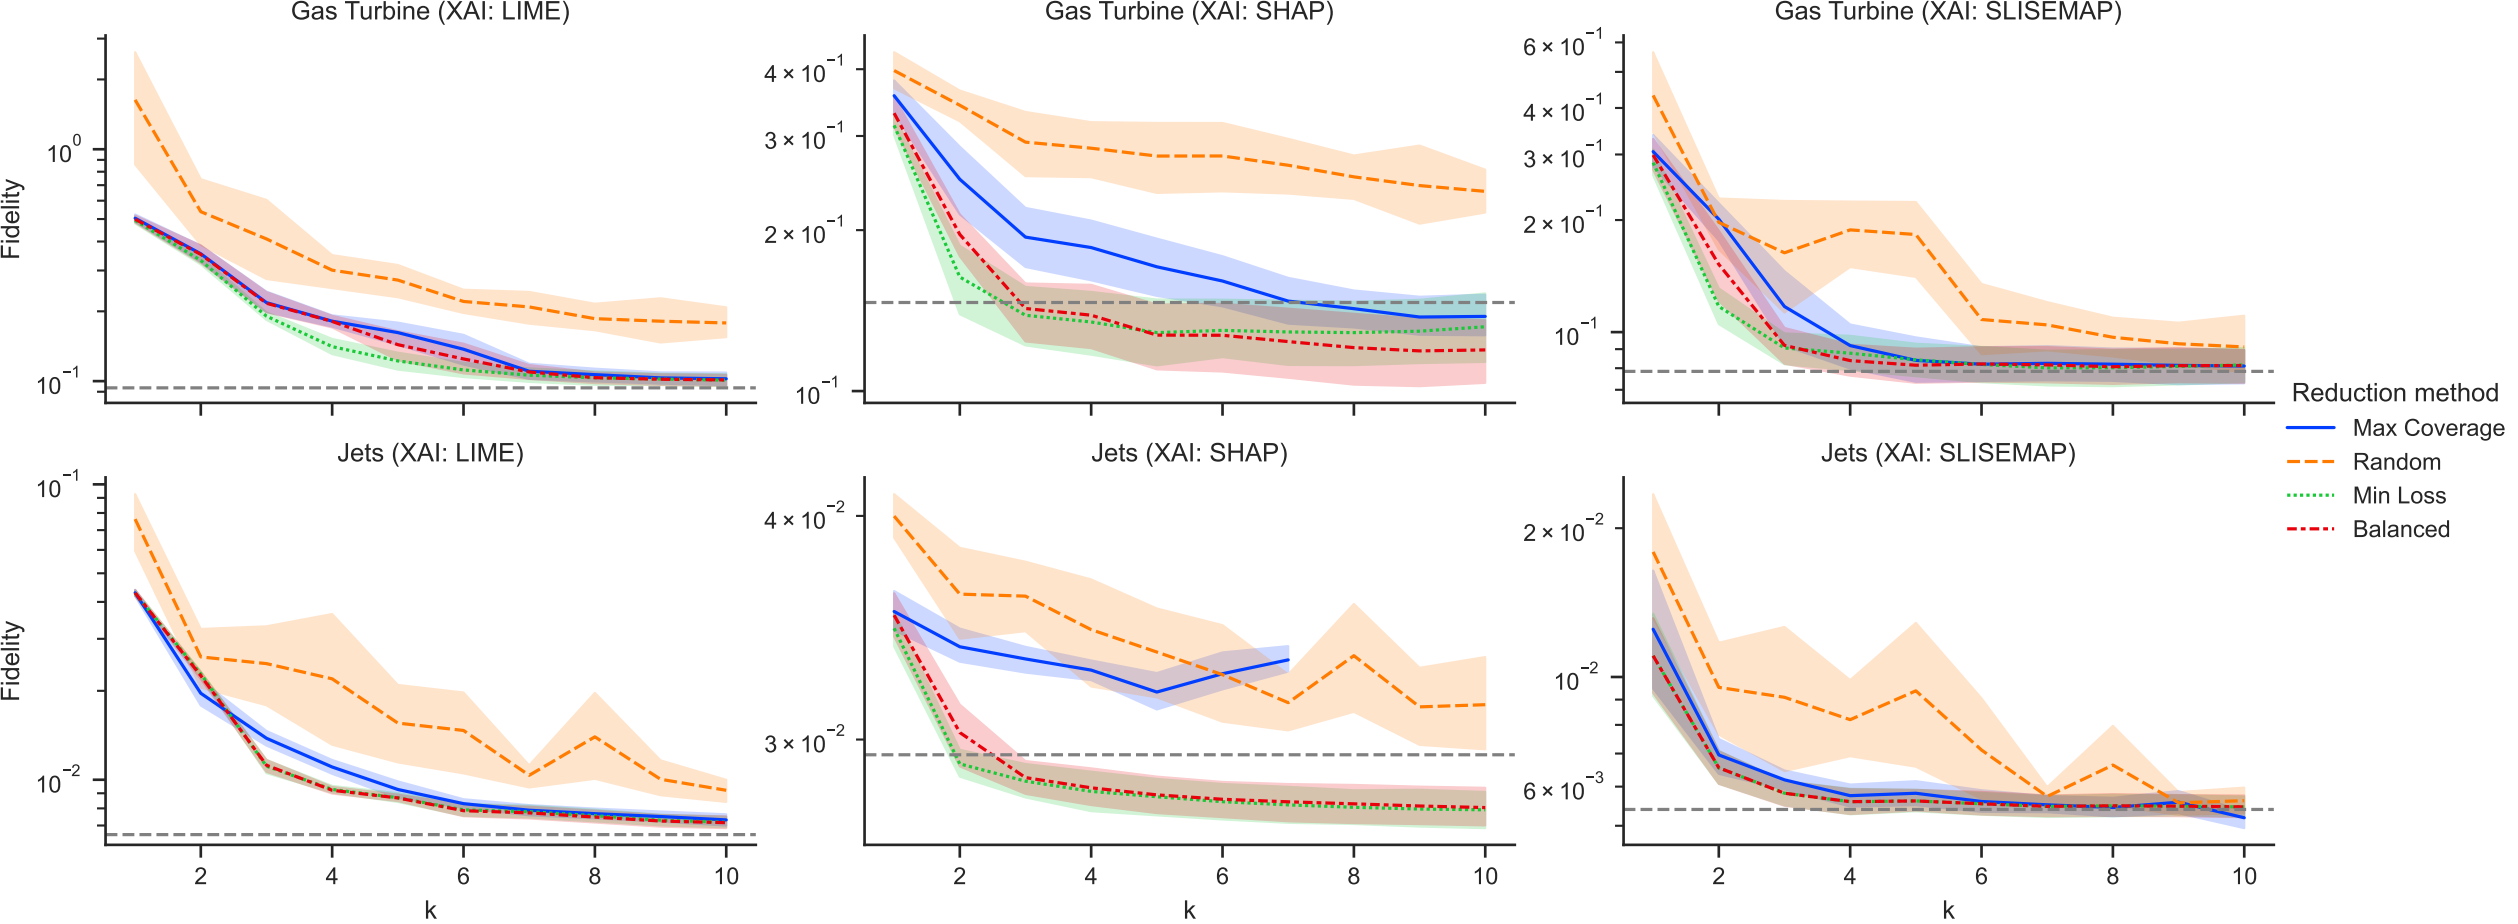 Gas Turbine (XAI: LIME)
Gas Turbine (XAI: SHAP)
Gas Turbine (XAI: SLISEMAP)
Fidelity
10⁰
10⁻¹
4 × 10⁻¹
3 × 10⁻¹
2 × 10⁻¹
10⁻¹
6 × 10⁻¹
4 × 10⁻¹
3 × 10⁻¹
2 × 10⁻¹
10⁻¹
Jets (XAI: LIME)
Jets (XAI: SHAP)
Jets (XAI: SLISEMAP)
Fidelity
10⁻¹
10⁻²
4 × 10⁻²
3 × 10⁻²
2 × 10⁻²
10⁻²
6 × 10⁻³
2 4 6 8 10
2 4 6 8 10
2 4 6 8 10
k
k
k
Reduction method
Max Coverage
Random
Min Loss
Balanced